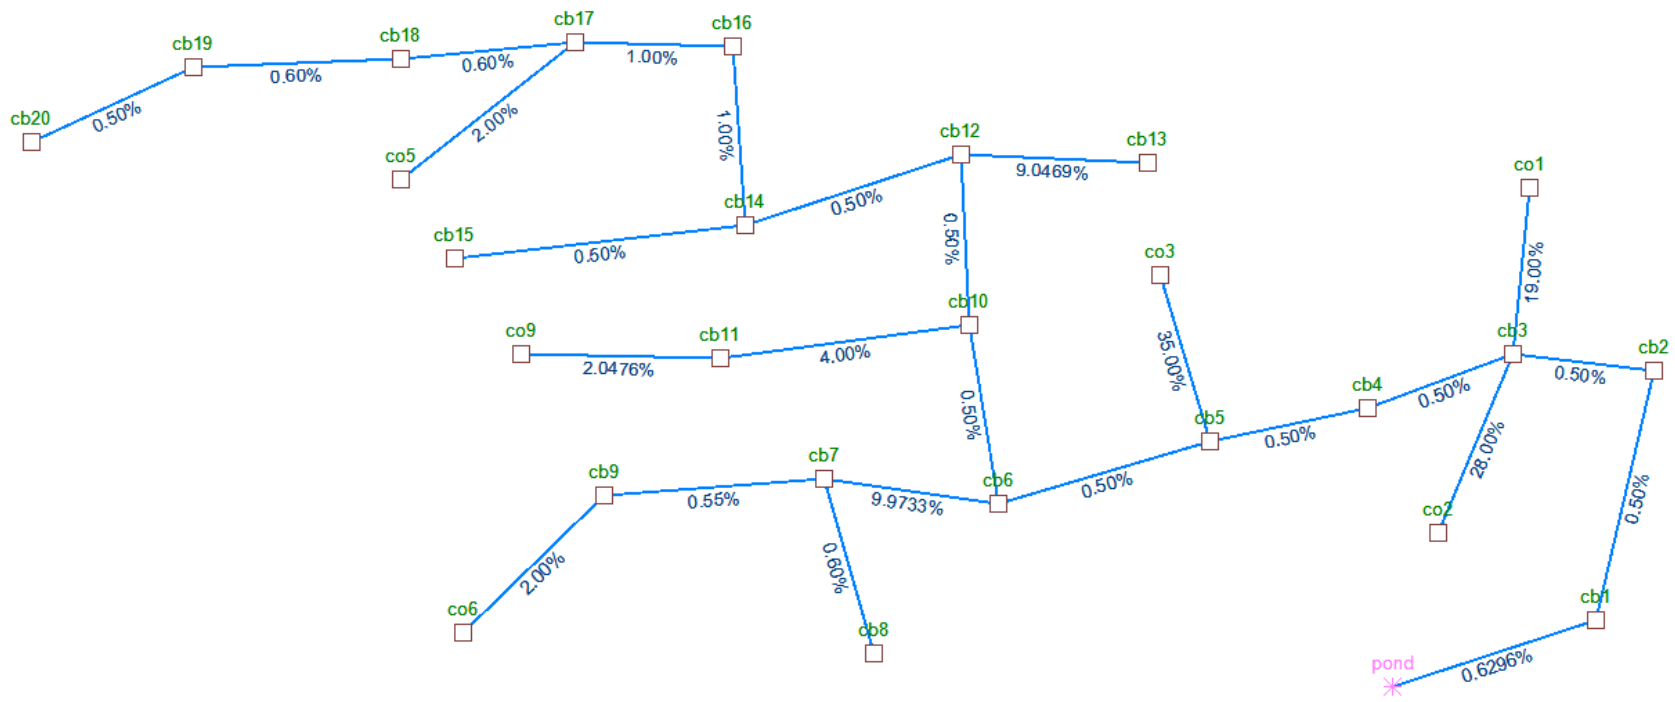 cb17
cb16
cb18
cb19
1.00%
0.60%
0.60%
cb20
0.50%
2.00%
1.00%
cb12
cb13
co5
9.0469%
co1
cb14
0.50%
cb15
0.50%
0.50%
co3
19.00%
cb10
co9
cb11
cb3
cb2
4.00%
2.0476%
35.00%
0.50%
cb4
0.50%
0.50%
cb5
0.50%
28.00%
cb7
cb9
cb6
0.50%
0.55%
9.9733%
0.50%
co2
0.60%
2.00%
cb1
co6
cb8
pond
0.6296%